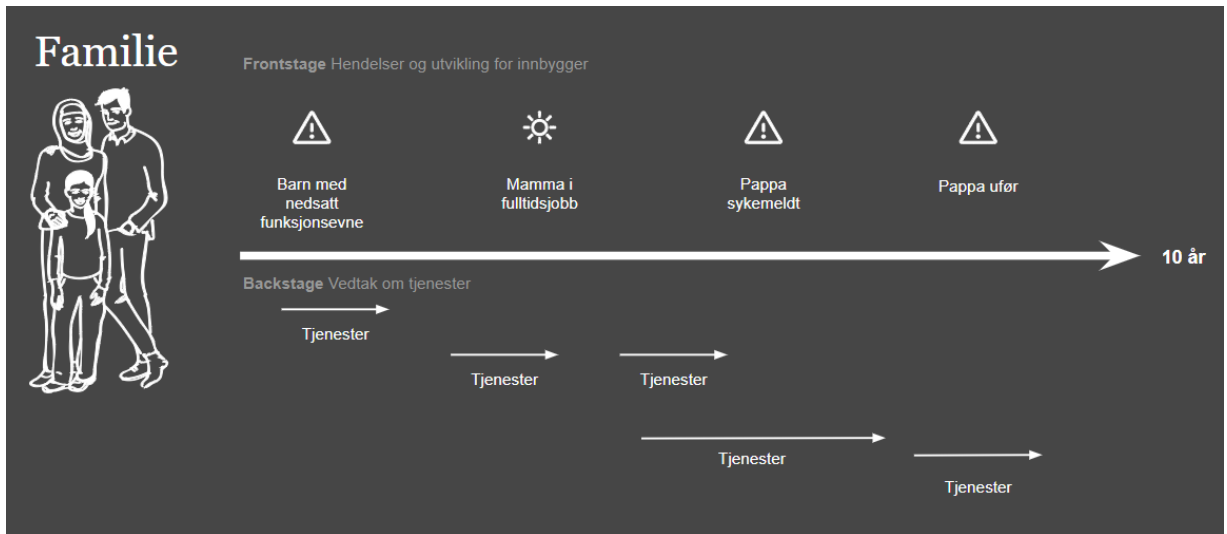 Familie
Frontstage Hendelser og utvikling for innbygger
Barn med
nedsatt
funksjonsevne
Mamma i
fulltidsjobb
Pappa
sykemeldt
Pappa ufør
10 år
Backstage Vedtak om tjenester
Tjenester
Tjenester
Tjenester
Tjenester
Tjenester